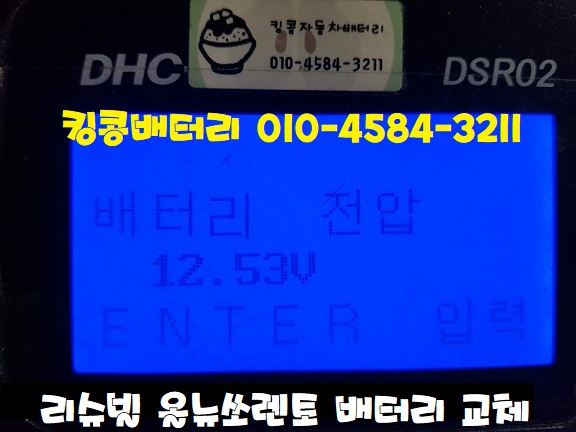 킹콩자동차배터리
010-4584-3211
DHC
DSR02
킹콩배터리 010-4584-3211
배터리 전압
12.53V
ENTER 입력
리슈빌 올뉴쏘렌토 배터리 교체